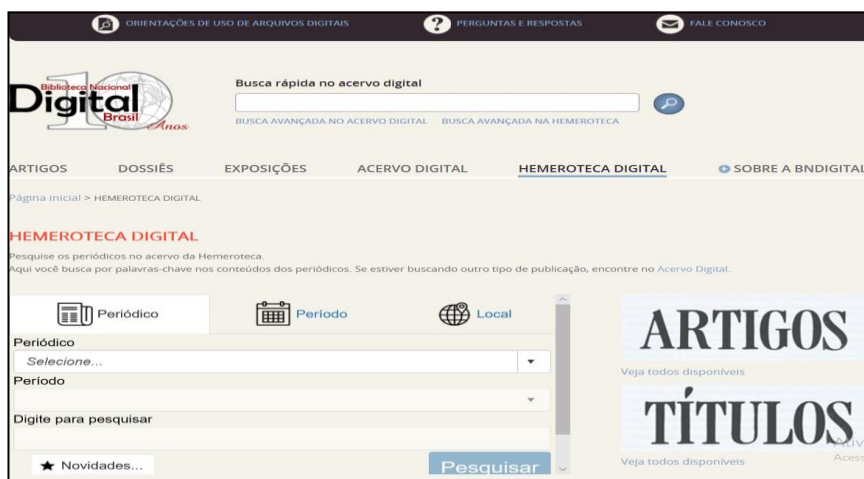 ORIENTAÇÕES DE USO DE ARQUIVOS DIGITAIS
PERGUNTAS E RESPOSTAS
FALE CONOSCO
Biblioteca Nacional
Digital
Brasil
10 Anos
Busca rápida no acervo digital
BUSCA AVANÇADA NO ACERVO DIGITAL BUSCA AVANÇADA NA HEMEROTECA
ARTIGOS DOSSIÊS EXPOSIÇÕES ACERVO DIGITAL HEMEROTECA DIGITAL SOBRE A BNDIGITAL
Página inicial > HEMEROTECA DIGITAL
HEMEROTECA DIGITAL
Pesquise os periódicos no acervo da Hemeroteca.
Aqui você busca por palavras-chave nos conteúdos dos periódicos. Se estiver buscando outro tipo de publicação, encontre no Acervo Digital.
Periódico Período Local
Periódico
Selecione...
Período
Digite para pesquisar
Novidades...
Pesquisar
ARTIGOS
Veja todos disponíveis
TÍTULOS
Veja todos disponíveis
Ativ
Aces